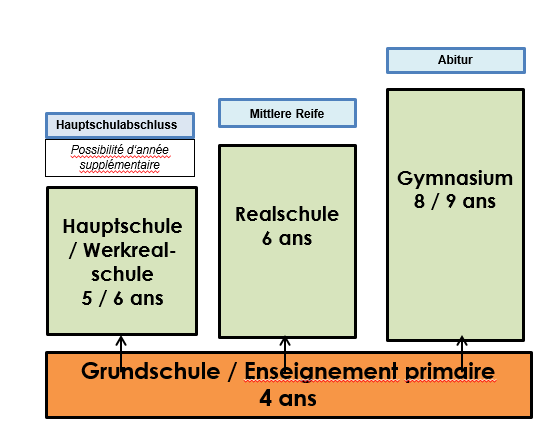 Abitur
Hauptschulabschluss
Mittlere Reife
Possibilité d'année
supplémentaire
Hauptschule
/ Werkreal-
schule
5 / 6 ans
Realschule
6 ans
Gymnasium
8 / 9 ans
Grundschule / Enseignement primaire
4 ans